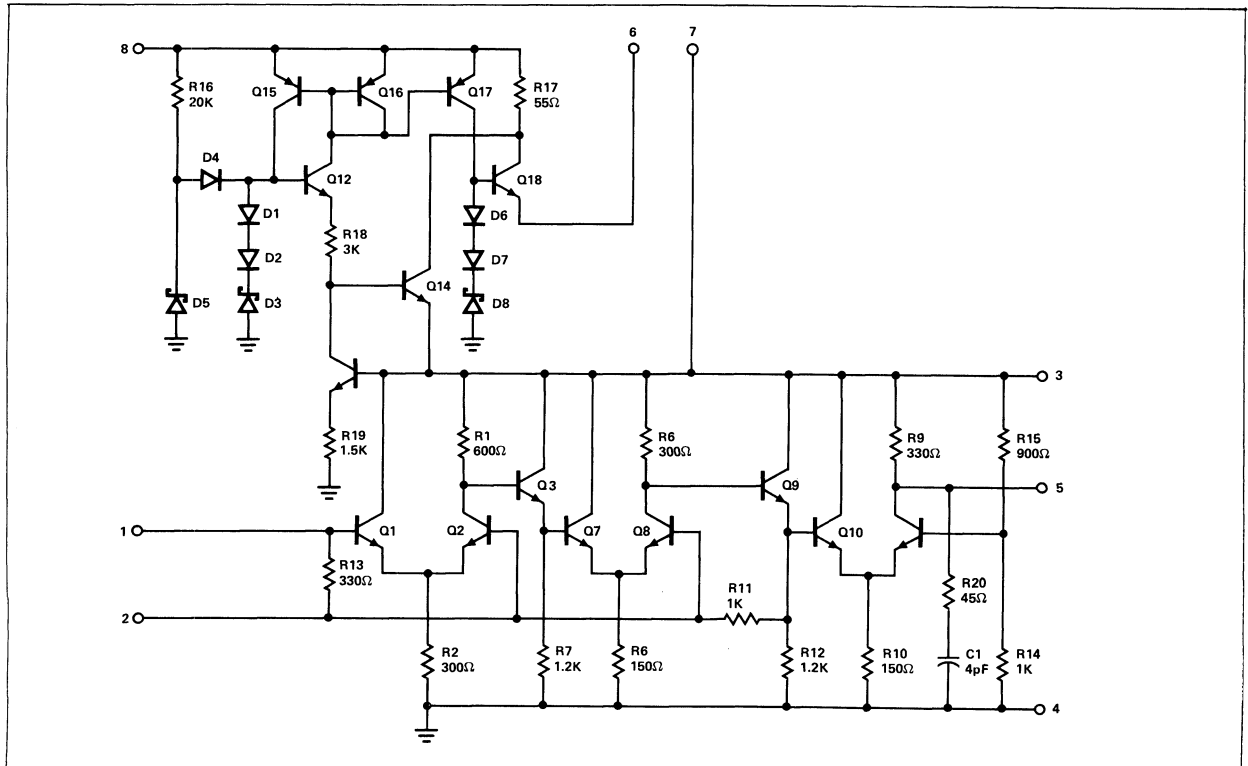 8
6
7
R16
20K
Q15
Q16
Q17
R17
55Ω
D4
Q12
Q18
D1
D6
R18
3K
D2
D7
Q14
D5
D3
D8
3
R19
1.5K
R1
600Ω
R6
300Ω
R9
330Ω
R15
900Ω
Q3
Q9
5
1
Q1
Q2
Q7
Q8
Q10
R13
330Ω
R11
1K
R20
45Ω
2
R2
300Ω
R7
1.2K
R6
150Ω
R12
1.2K
R10
150Ω
C1
4pF
R14
1K
4